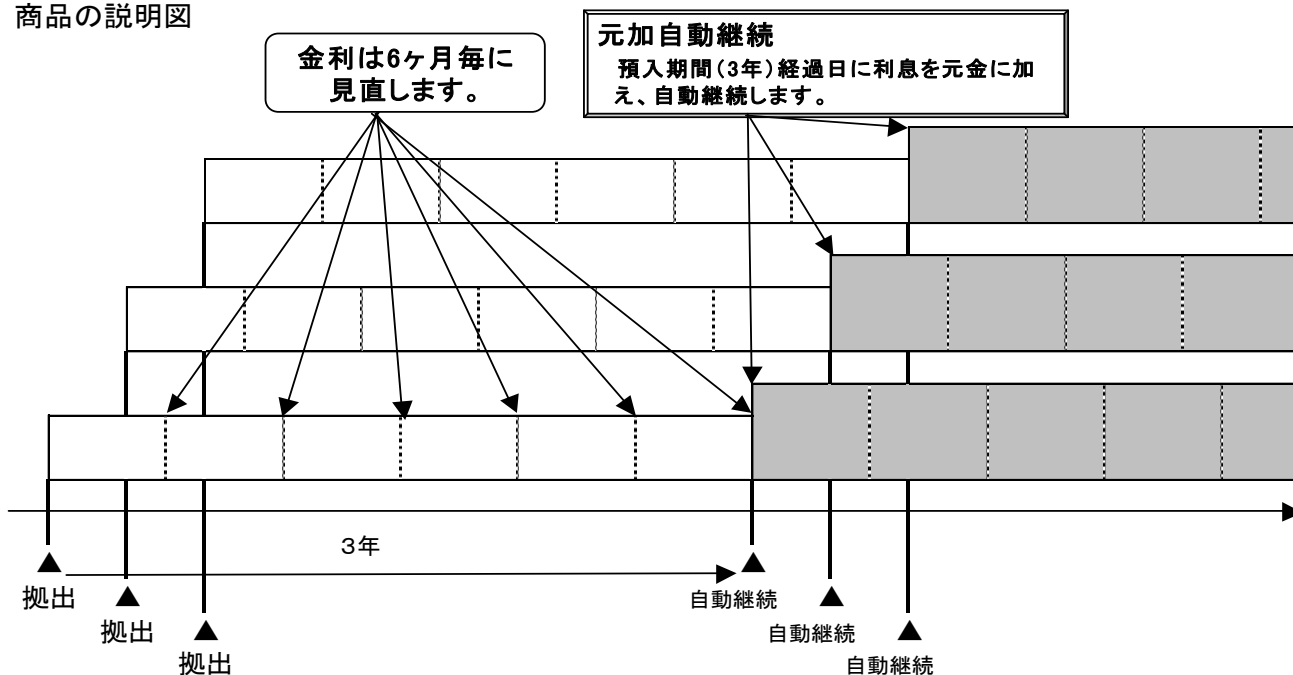 商品の説明図
金利は6ヶ月毎に
見直します。
元加自動継続
預入期間(3年)経過日に利息を元金に加
え、自動継続します。
3年
拠出
拠出
拠出
自動継続
自動継続
自動継続